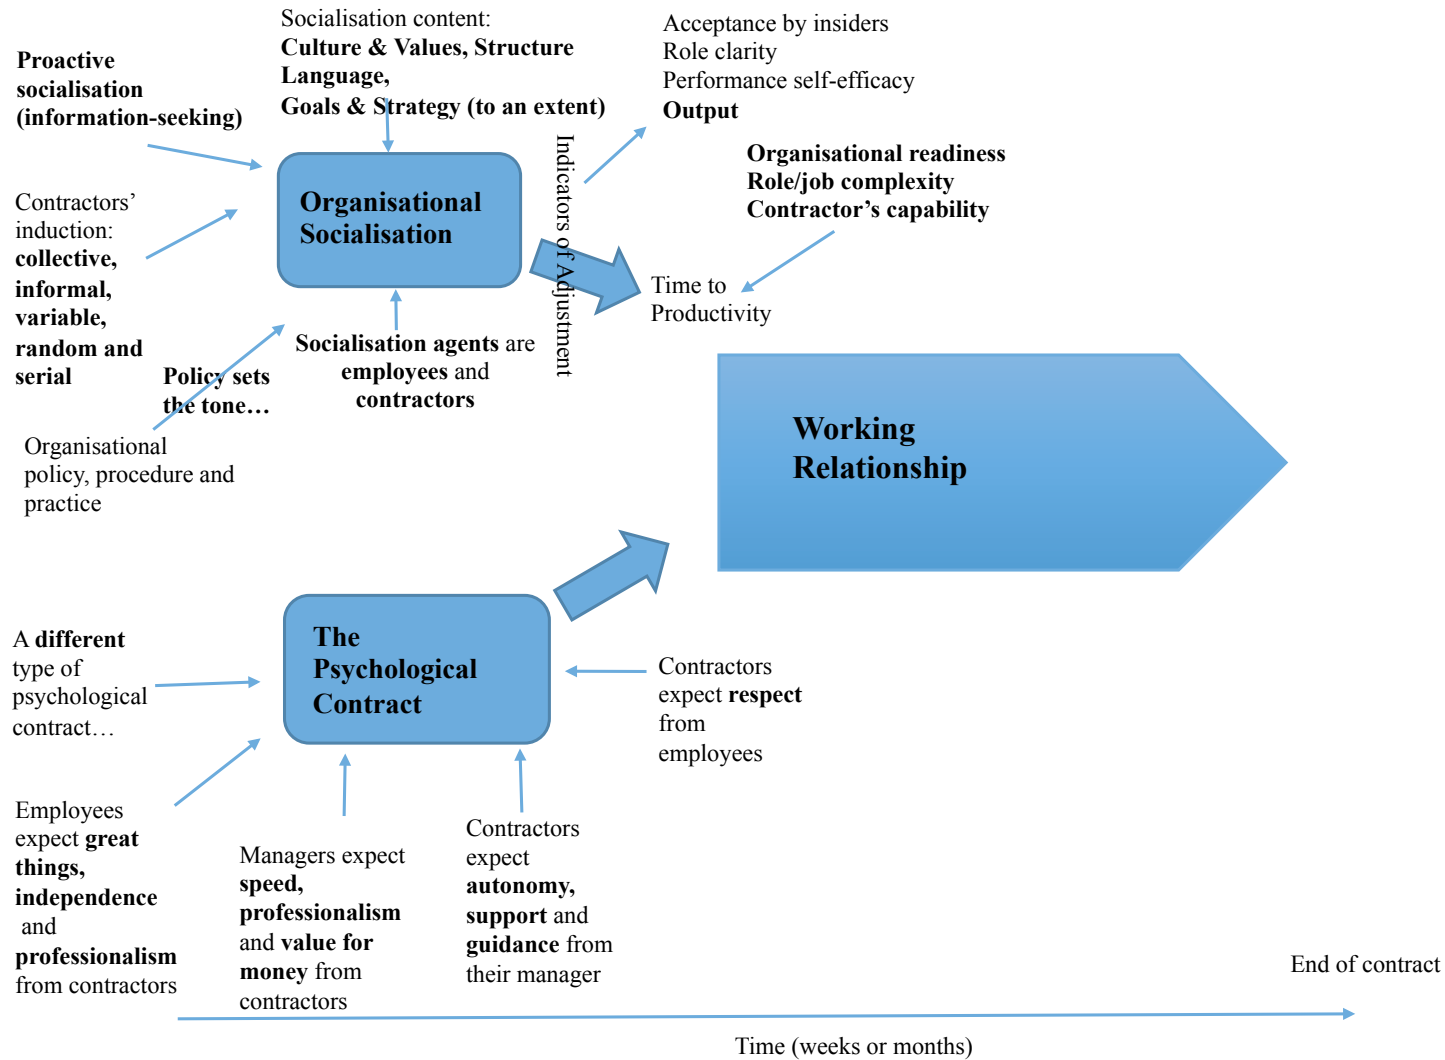 Socialisation content:
Culture & Values, Structure
Language,
Goals & Strategy (to an extent)
Acceptance by insiders
Role clarity
Performance self-efficacy
Output
Proactive
socialisation
(information-seeking)
Organisational readiness
Role/job complexity
Contractor’s capability
Contractors’
induction:
collective,
informal,
variable,
random and
serial
Organisational
Socialisation
Indicators of Adjustment
Time to
Productivity
Socialisation agents are
employees and
contractors
Policy sets
the tone…
Organisational
policy, procedure and
practice
Working
Relationship
The
Psychological
Contract
A different
type of
psychological
contract…
Contractors
expect respect
from
employees
Employees
expect great
things,
independence
and
professionalism
from contractors
Managers expect
speed,
professionalism
and value for
money from
contractors
Contractors
expect
autonomy,
support and
guidance from
their manager
End of contract
Time (weeks or months)